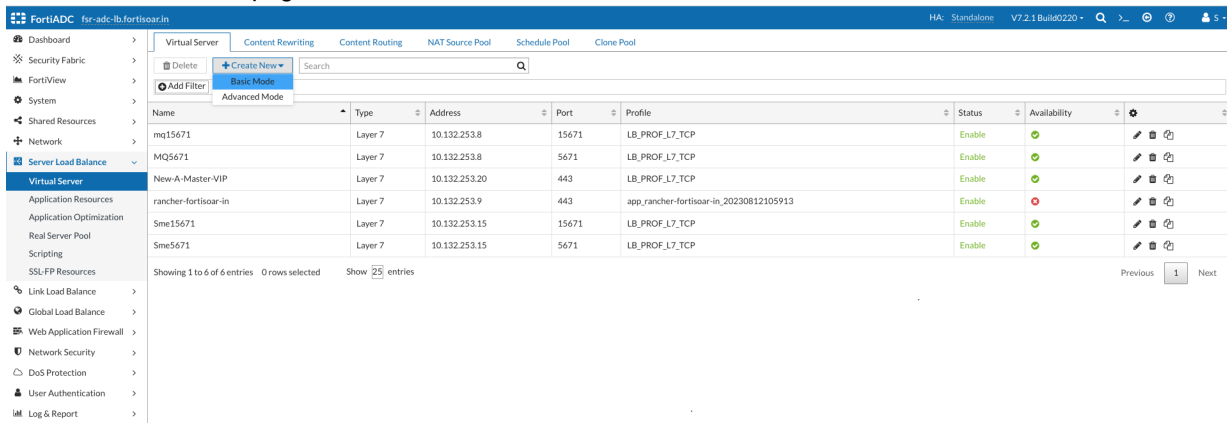 FortiADC fsr-adc-lb.fortisoar.in HA: Standalone V7.2.1 Build0220 S
Dashboard
Security Fabric
FortiView
System
Shared Resources
Network
Server Load Balance
Virtual Server
Application Resources
Application Optimization
Real Server Pool
Scripting
SSL-FP Resources
Link Load Balance
Global Load Balance
Web Application Firewall
Network Security
DoS Protection
User Authentication
Log & Report
Virtual Server Content Rewriting Content Routing NAT Source Pool Schedule Pool Clone Pool
Delete +Create New Search
Add Filter Basic Mode
Advanced Mode
Name Type Address Port Profile Status Availability
mq15671 Layer 7 10.132.253.8 15671 LB_PROF_L7_TCP Enable
MQ5671 Layer 7 10.132.253.8 5671 LB_PROF_L7_TCP Enable
New-A-Master-VIP Layer 7 10.132.253.20 443 LB_PROF_L7_TCP Enable
rancher-fortisoar-in Layer 7 10.132.253.9 443 app_rancher-fortisoar-in_20230812105913 Enable
Sme15671 Layer 7 10.132.253.15 15671 LB_PROF_L7_TCP Enable
Sme5671 Layer 7 10.132.253.15 5671 LB_PROF_L7_TCP Enable
Showing 1 to 6 of 6 entries 0 rows selected Show 25 entries Previous 1 Next